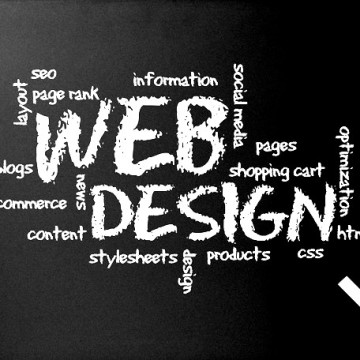 seo
information
social media
layout
page rank
WEB
pages
optimization
shopping cart
blogs
news
commerce
DESIGN
content
stylesheets
design
products
css